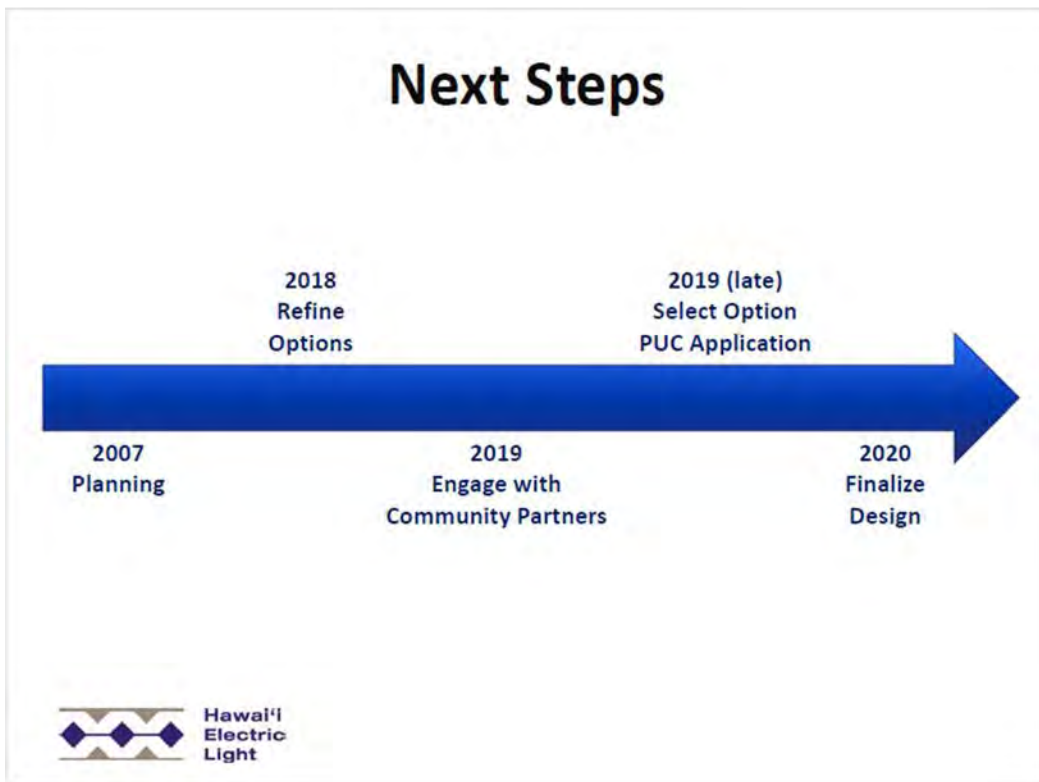 Next Steps
2018
Refine
Options
2019 (late)
Select Option
PUC Application
2007
Planning
2019
Engage with
Community Partners
2020
Finalize
Design
Hawai‘i
Electric
Light